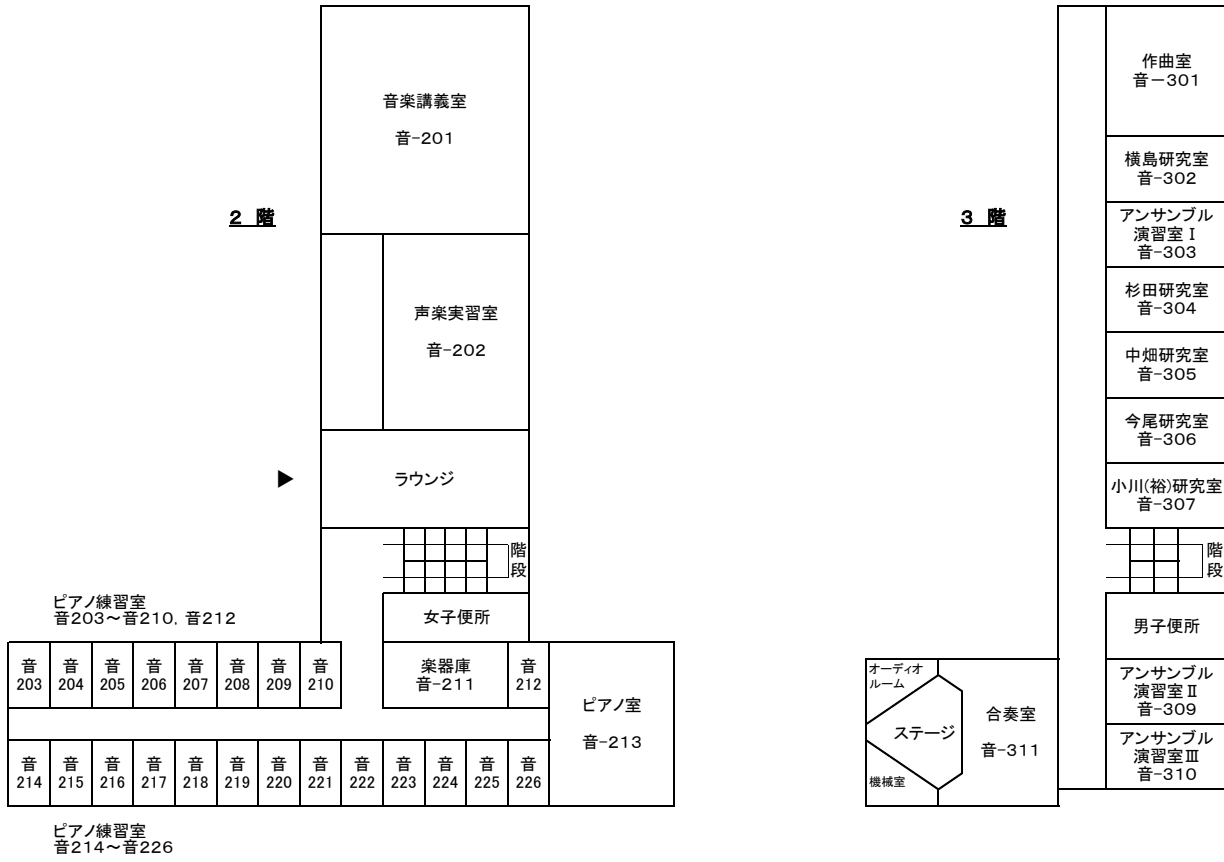 ２ 階
音楽講義室
音-201
声楽実習室
音-202
ラウンジ
階
段
女子便所
ピアノ練習室
音203～音210, 音212
音
203
音
204
音
205
音
206
音
207
音
208
音
209
音
210
楽器庫
音-211
音
212
ピアノ室
音-213
音
214
音
215
音
216
音
217
音
218
音
219
音
220
音
221
音
222
音
223
音
224
音
225
音
226
ピアノ練習室
音214～音226
３ 階
作曲室
音－301
横島研究室
音-302
アンサンブル
演習室Ⅰ
音-303
杉田研究室
音-304
中畑研究室
音-305
今尾研究室
音-306
小川(裕)研究室
音-307
階
段
男子便所
アンサンブル
演習室Ⅱ
音-309
アンサンブル
演習室Ⅲ
音-310
オーディオ
ルーム
ステージ
機械室
合奏室
音-311